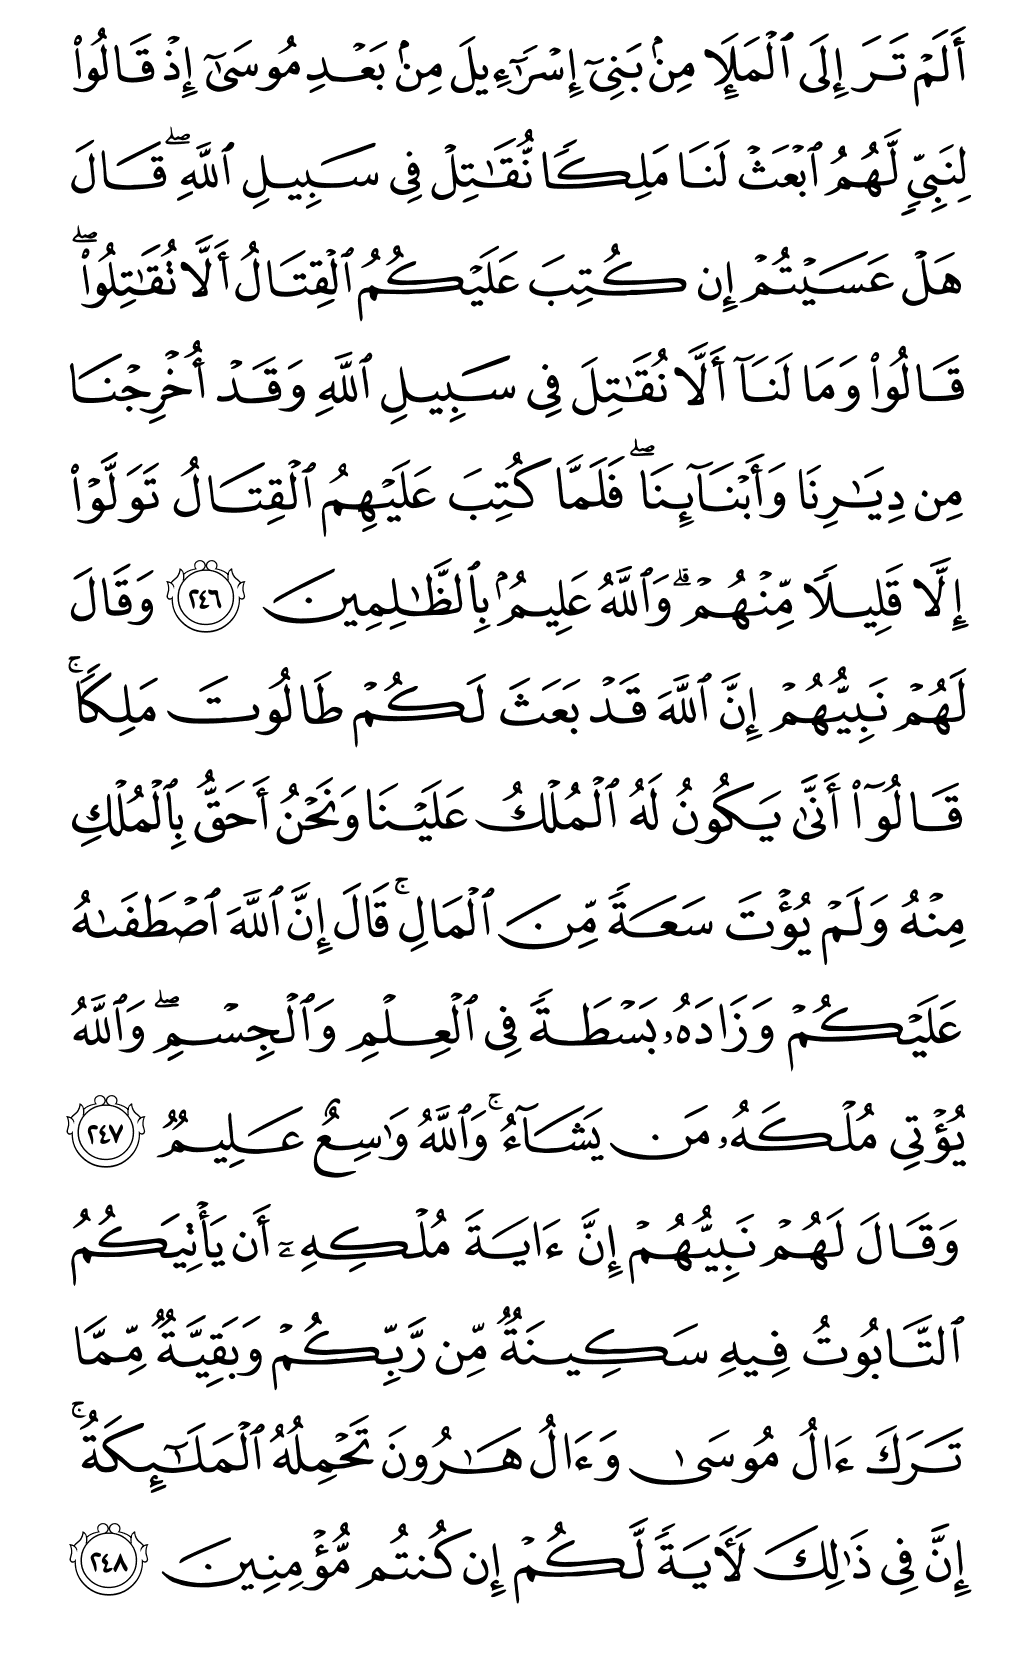 أَلَمۡ تَرَ إِلَى ٱلۡمَلَإِ مِنۢ بَنِيٓ إِسۡرَٰٓءِيلَ مِنۢ بَعۡدِ مُوسَىٰٓ إِذۡ قَالُواْ
لِنَبِيّٖ لَّهُمُ ٱبۡعَثۡ لَنَا مَلِكٗا نُّقَٰتِلۡ فِي سَبِيلِ ٱللَّهِۖ قَالَ
هَلۡ عَسَيۡتُمۡ إِن كُتِبَ عَلَيۡكُمُ ٱلۡقِتَالُ أَلَّا تُقَٰتِلُواْۖ
قَالُواْ وَمَا لَنَآ أَلَّا نُقَٰتِلَ فِي سَبِيلِ ٱللَّهِ وَقَدۡ أُخۡرِجۡنَا
مِن دِيَٰرِنَا وَأَبۡنَآئِنَاۖ فَلَمَّا كُتِبَ عَلَيۡهِمُ ٱلۡقِتَالُ تَوَلَّوۡاْ
إِلَّا قَلِيلٗا مِّنۡهُمۡۚ وَٱللَّهُ عَلِيمُۢ بِٱلظَّٰلِمِينَ ٢٤٦ وَقَالَ
لَهُمۡ نَبِيُّهُمۡ إِنَّ ٱللَّهَ قَدۡ بَعَثَ لَكُمۡ طَالُوتَ مَلِكٗاۚ
قَالُوٓاْ أَنَّىٰ يَكُونُ لَهُ ٱلۡمُلۡكُ عَلَيۡنَا وَنَحۡنُ أَحَقُّ بِٱلۡمُلۡكِ
مِنۡهُ وَلَمۡ يُؤۡتَ سَعَةٗ مِّنَ ٱلۡمَالِۚ قَالَ إِنَّ ٱللَّهَ ٱصۡطَفَىٰهُ
عَلَيۡكُمۡ وَزَادَهُۥ بَسۡطَةٗ فِي ٱلۡعِلۡمِ وَٱلۡجِسۡمِۖ وَٱللَّهُ
يُؤۡتِي مُلۡكَهُۥ مَن يَشَآءُۚ وَٱللَّهُ وَٰسِعٌ عَلِيمٞ ٢٤٧
وَقَالَ لَهُمۡ نَبِيُّهُمۡ إِنَّ ءَايَةَ مُلۡكِهِۦٓ أَن يَأۡتِيَكُمُ
ٱلتَّابُوتُ فِيهِ سَكِينَةٞ مِّن رَّبِّكُمۡ وَبَقِيَّةٞ مِّمَّا
تَرَكَ ءَالُ مُوسَىٰ وَءَالُ هَٰرُونَ تَحۡمِلُهُ ٱلۡمَلَٰٓئِكَةُۚ
إِنَّ فِي ذَٰلِكَ لَأٓيَةٗ لَّكُمۡ إِن كُنتُم مُّؤۡمِنِينَ ٢٤٨